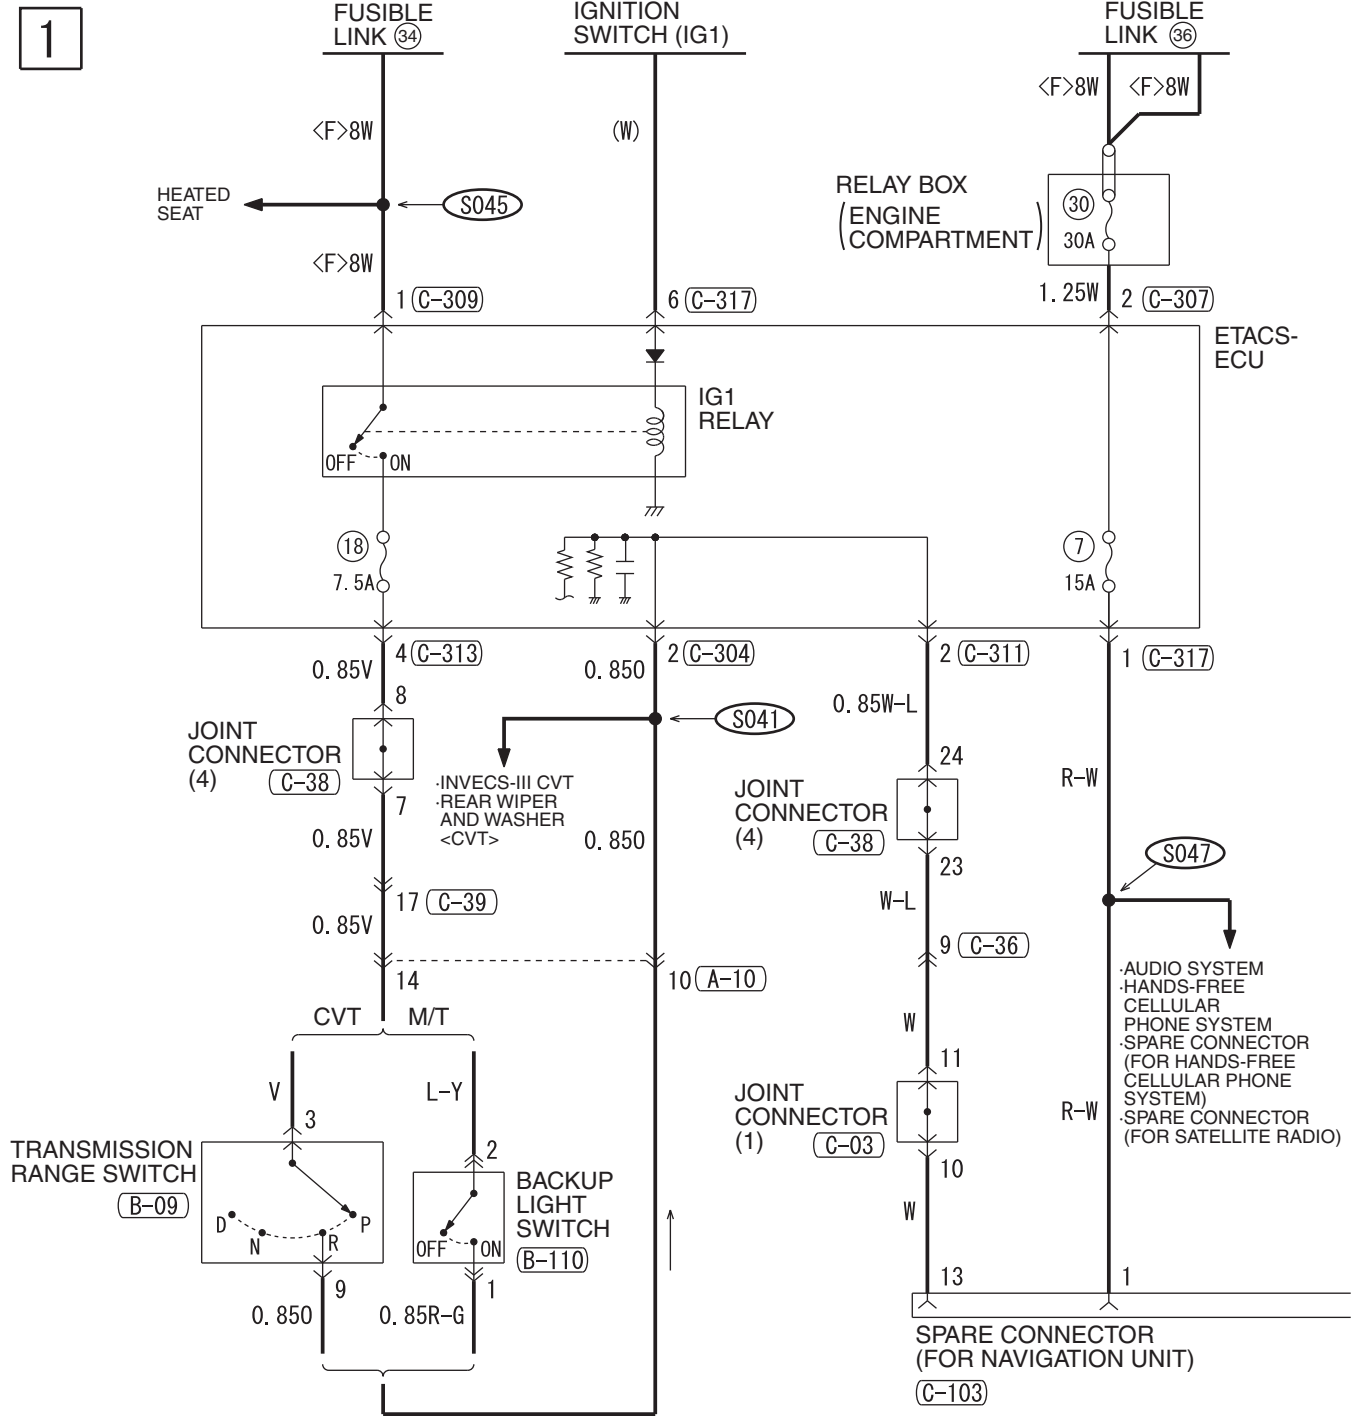 1
FUSIBLE
LINK 34
IGNITION
SWITCH (IG1)
FUSIBLE
LINK 36
<F>8W
<F>8W
<F>8W
(W)
HEATED
SEAT
S045
RELAY BOX
(ENGINE
COMPARTMENT)
30
30A
<F>8W
1 C-309
6 C-317
1.25W
2 C-307
ETACS-
ECU
IG1
RELAY
OFF
ON
18
7.5A
7
15A
4 C-313
2 C-304
2 C-311
1 C-317
0.85V
0.85O
8
0.85W-L
S041
JOINT
CONNECTOR
(4)
C-38
24
·INVECS-III CVT
·REAR WIPER
AND WASHER
<CVT>
R-W
JOINT
CONNECTOR
(4)
C-38
7
0.85V
0.85O
S047
23
17 C-39
W-L
0.85V
9 C-36
14
10 A-10
·AUDIO SYSTEM
·HANDS-FREE
CELLULAR
PHONE SYSTEM
·SPARE CONNECTOR
(FOR HANDS-FREE
CELLULAR PHONE
SYSTEM)
·SPARE CONNECTOR
(FOR SATELLITE RADIO)
CVT
M/T
W
11
V
L-Y
JOINT
CONNECTOR
(1)
C-03
R-W
3
2
TRANSMISSION
RANGE SWITCH
B-09
10
BACKUP
LIGHT
SWITCH
B-110
W
D
N
R
P
OFF
ON
13
1
9
1
0.85O
0.85R-G
SPARE CONNECTOR
(FOR NAVIGATION UNIT)
C-103